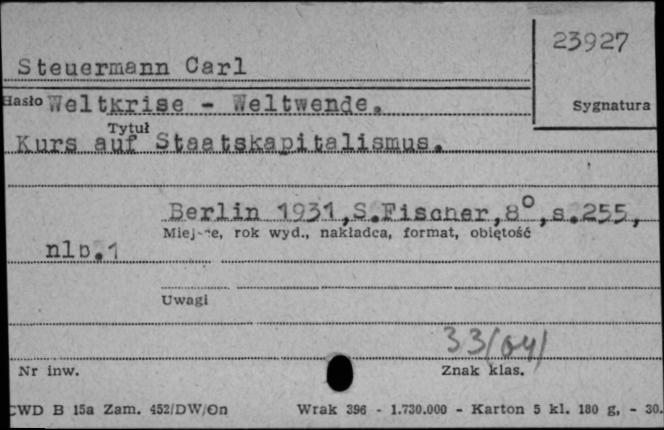 23927
Steuermann Carl
Hasło Weltkrise - Weltwende.
Sygnatura
Tytuł
Kurs auf Staatskapitalismus.
Berlin 1931, S.Fischer, 8°, s.255,
Miejsce, rok wyd., nakładca, format, obiętość
nlb.1
Uwagi
33(04)
Nr inw.
Znak klas.
CWD B 15a Zam. 452/DW/On Wrak 396 - 1.730.000 - Karton 5 kl. 180 g, - 30.